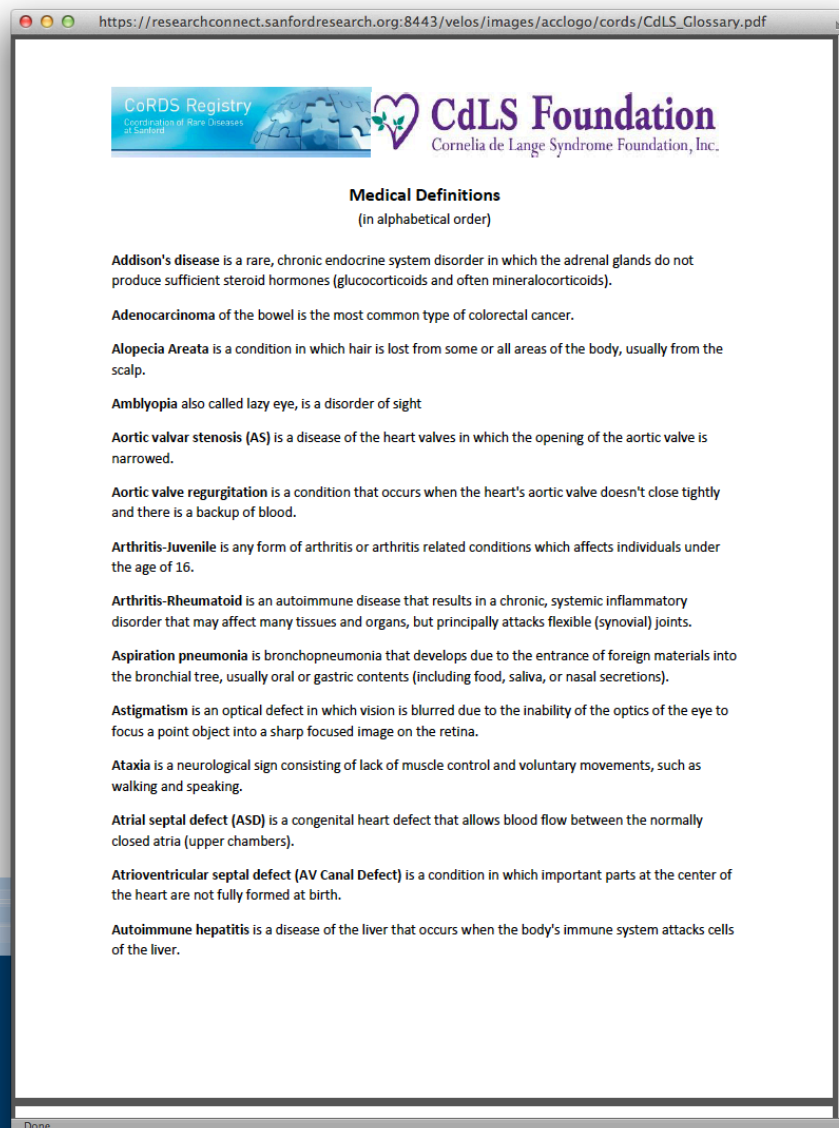 https://researchconnect.sanfordresearch.org:8443/velos/images/acclogo/cords/CdLS_Glossary.pdf
CoRDS Registry
Coordination of Rare Diseases
at Sanford
CdLS Foundation
Cornelia de Lange Syndrome Foundation, Inc.
Medical Definitions
(in alphabetical order)
Addison's disease is a rare, chronic endocrine system disorder in which the adrenal glands do not
produce sufficient steroid hormones (glucocorticoids and often mineralocorticoids).
Adenocarcinoma of the bowel is the most common type of colorectal cancer.
Alopecia Areata is a condition in which hair is lost from some or all areas of the body, usually from the
scalp.
Amblyopia also called lazy eye, is a disorder of sight
Aortic valvar stenosis (AS) is a disease of the heart valves in which the opening of the aortic valve is
narrowed.
Aortic valve regurgitation is a condition that occurs when the heart's aortic valve doesn't close tightly
and there is a backup of blood.
Arthritis-Juvenile is any form of arthritis or arthritis related conditions which affects individuals under
the age of 16.
Arthritis-Rheumatoid is an autoimmune disease that results in a chronic, systemic inflammatory
disorder that may affect many tissues and organs, but principally attacks flexible (synovial) joints.
Aspiration pneumonia is bronchopneumonia that develops due to the entrance of foreign materials into
the bronchial tree, usually oral or gastric contents (including food, saliva, or nasal secretions).
Astigmatism is an optical defect in which vision is blurred due to the inability of the optics of the eye to
focus a point object into a sharp focused image on the retina.
Ataxia is a neurological sign consisting of lack of muscle control and voluntary movements, such as
walking and speaking.
Atrial septal defect (ASD) is a congenital heart defect that allows blood flow between the normally
closed atria (upper chambers).
Atrioventricular septal defect (AV Canal Defect) is a condition in which important parts at the center of
the heart are not fully formed at birth.
Autoimmune hepatitis is a disease of the liver that occurs when the body's immune system attacks cells
of the liver.
Done